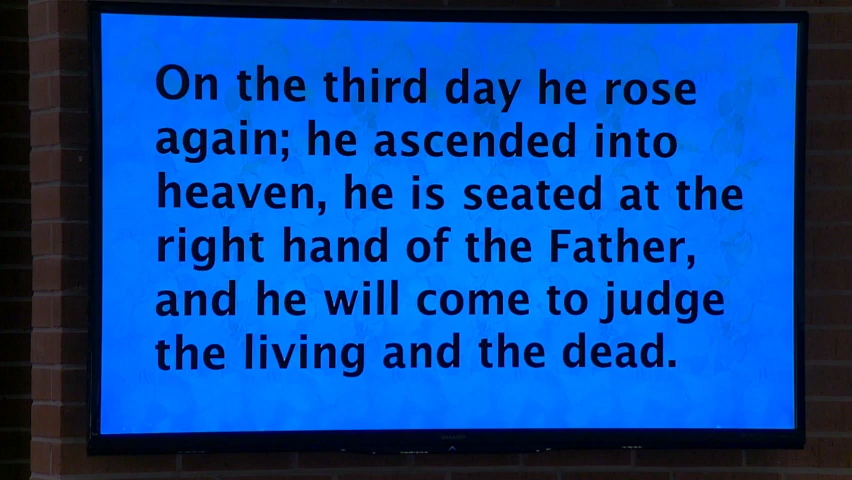 On the third day he rose
again; he ascended into
heaven, he is seated at the
right hand of the Father,
and he will come to judge
the living and the dead.
SHARP